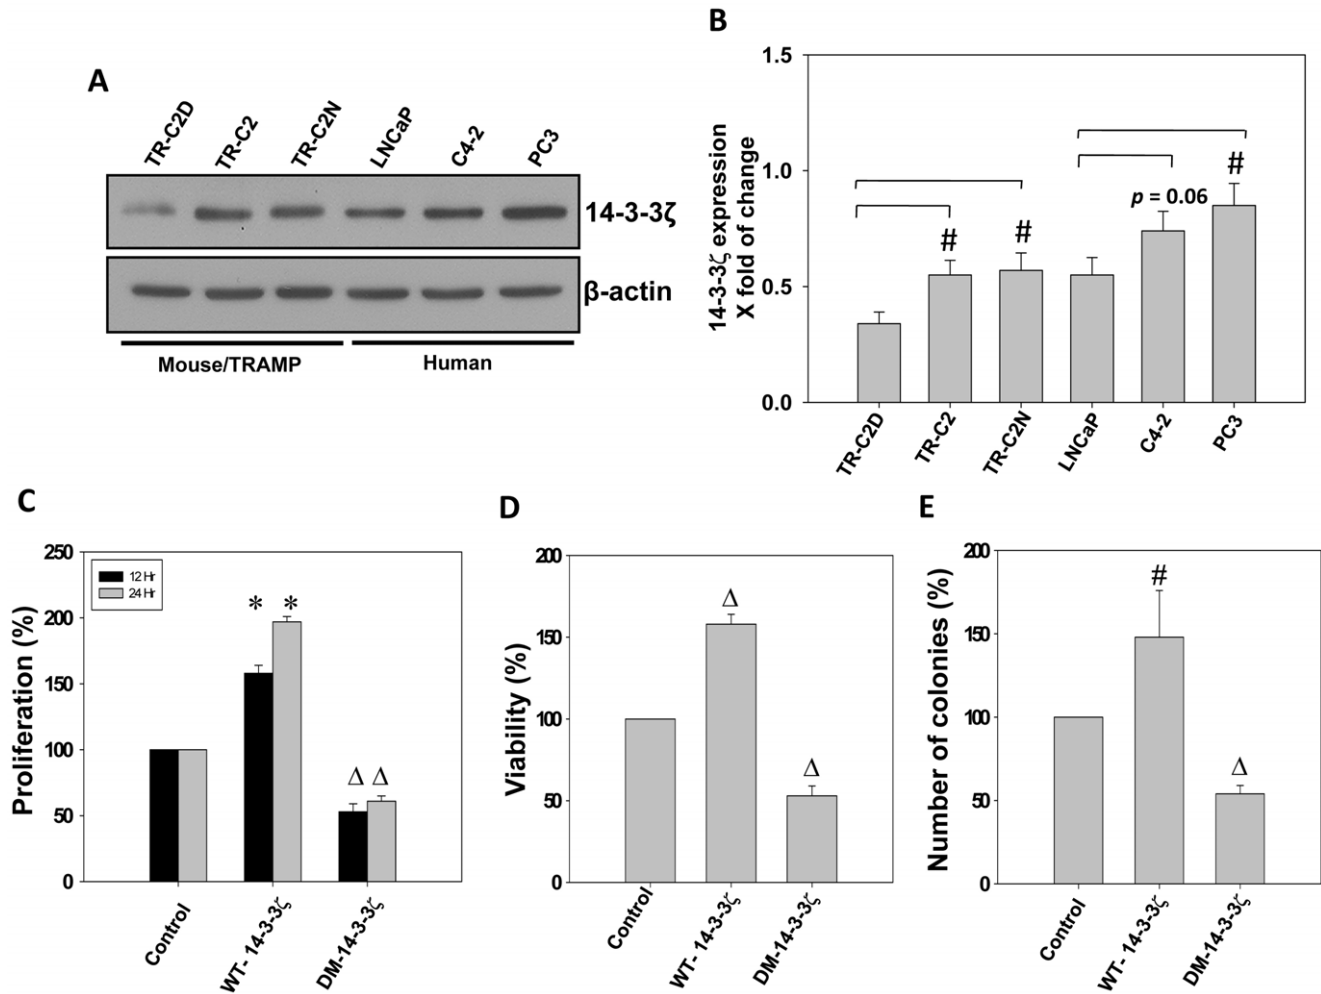 A
TR-C2D
TR-C2
TR-C2N
LNCaP
C4-2
PC3
14-3-3ζ
β-actin
Mouse/TRAMP
Human
B
14-3-3ζ expression
X fold of change
1.5
1.0
0.5
0.0
#
#
p = 0.06
#
TR-C2D
TR-C2
TR-C2N
LNCaP
C4-2
PC3
C
Proliferation (%)
250
200
150
100
50
0
12 Hr
24 Hr
* *
Δ Δ
Control
WT- 14-3-3ζ
DM-14-3-3ζ
D
Viability (%)
200
150
100
50
0
Δ
Δ
Control
WT- 14-3-3ζ
DM-14-3-3ζ
E
Number of colonies (%)
200
150
100
50
0
#
Δ
Control
WT- 14-3-3ζ
DM-14-3-3ζ